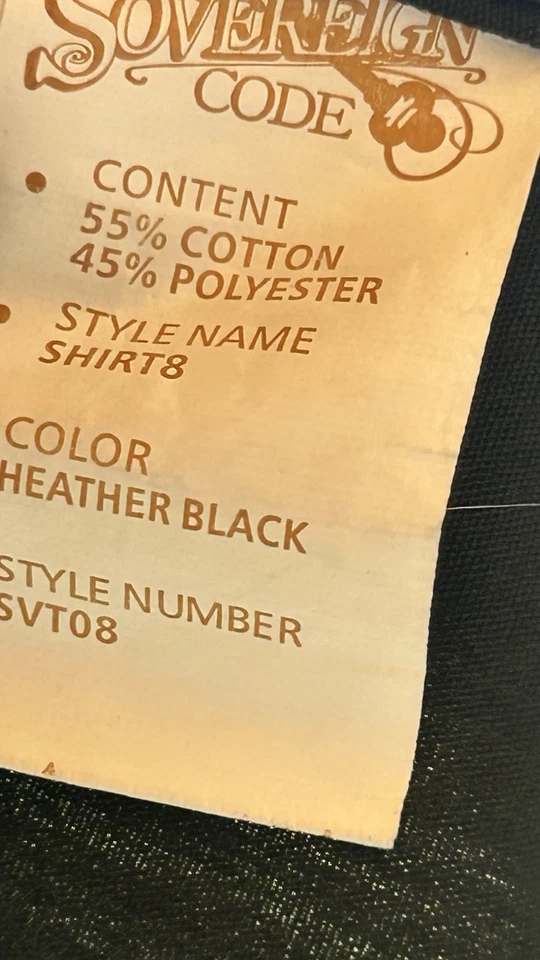 SOVEREIGN
CODE
• CONTENT
55% COTTON
45% POLYESTER
• STYLE NAME
SHIRT8
COLOR
HEATHER BLACK
STYLE NUMBER
SVT08